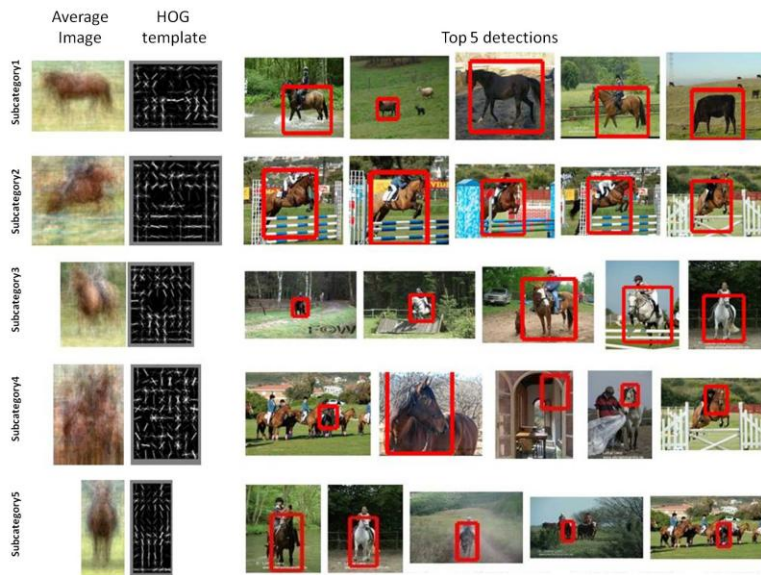 Average
Image
HOG
template
Top 5 detections
Subcategory1
Subcategory2
Subcategory3
Subcategory4
Subcategory5